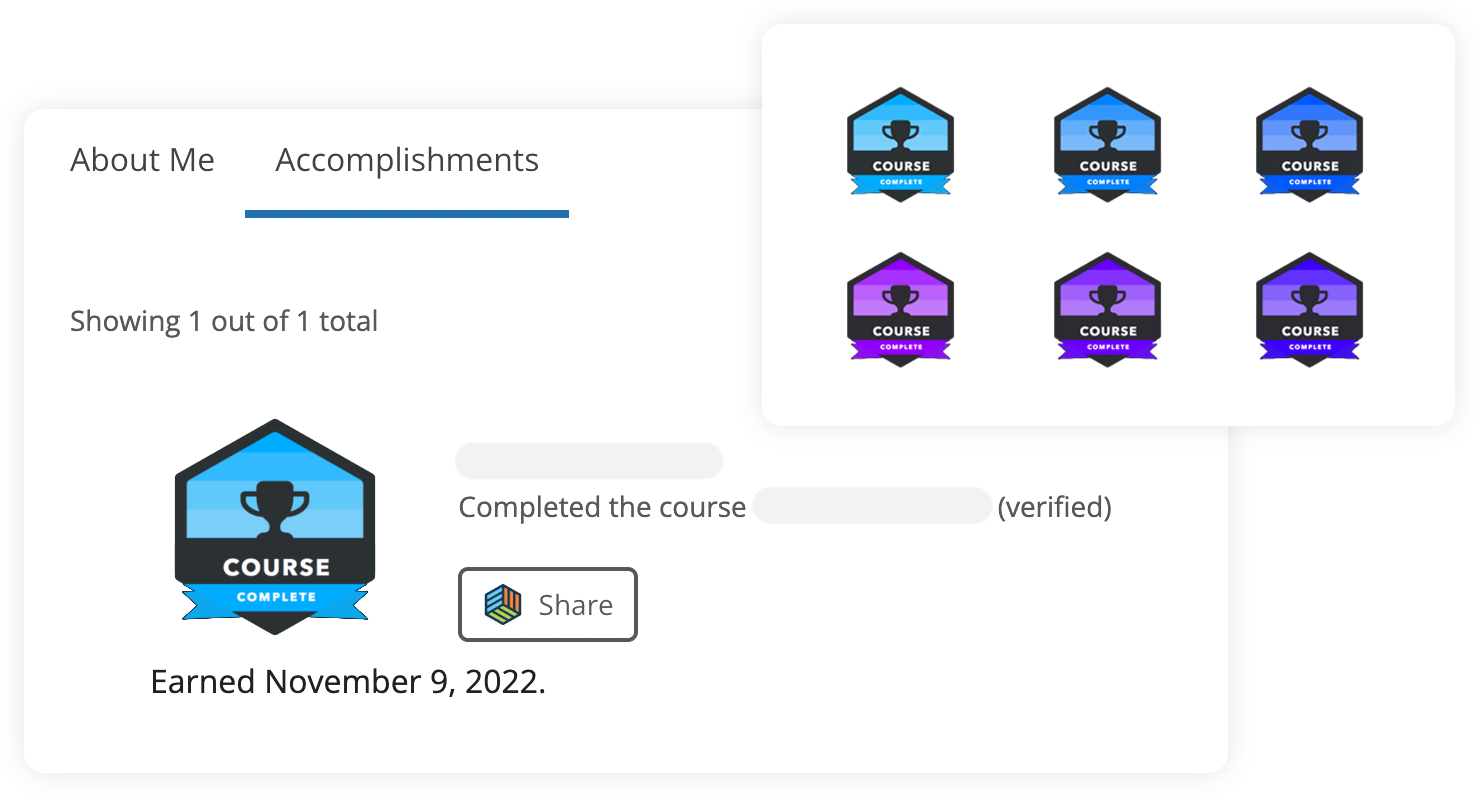 About Me
Accomplishments
Showing 1 out of 1 total
COURSE
COMPLETE
Completed the course
(verified)
Share
Earned November 9, 2022.
COURSE
COMPLETE
COURSE
COMPLETE
COURSE
COMPLETE
COURSE
COMPLETE
COURSE
COMPLETE
COURSE
COMPLETE